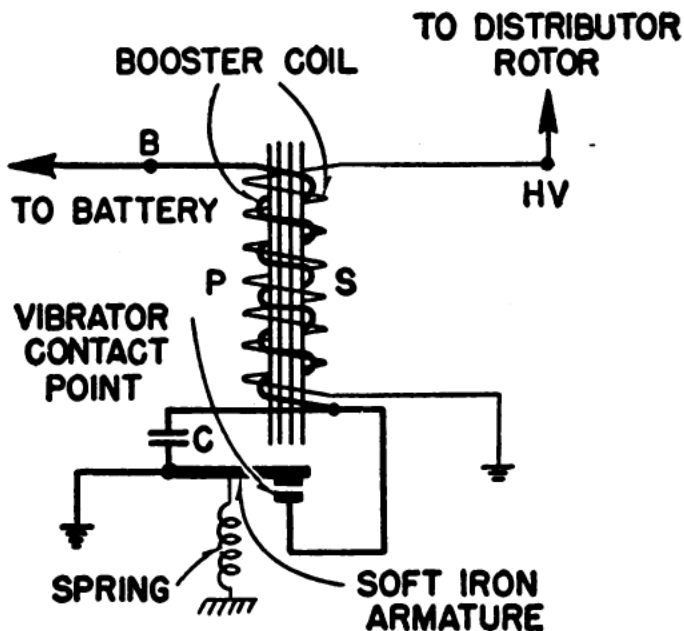 TO DISTRIBUTOR
ROTOR
BOOSTER COIL
B
HV
TO BATTERY
P
S
VIBRATOR
CONTACT
POINT
C
SPRING
SOFT IRON
ARMATURE